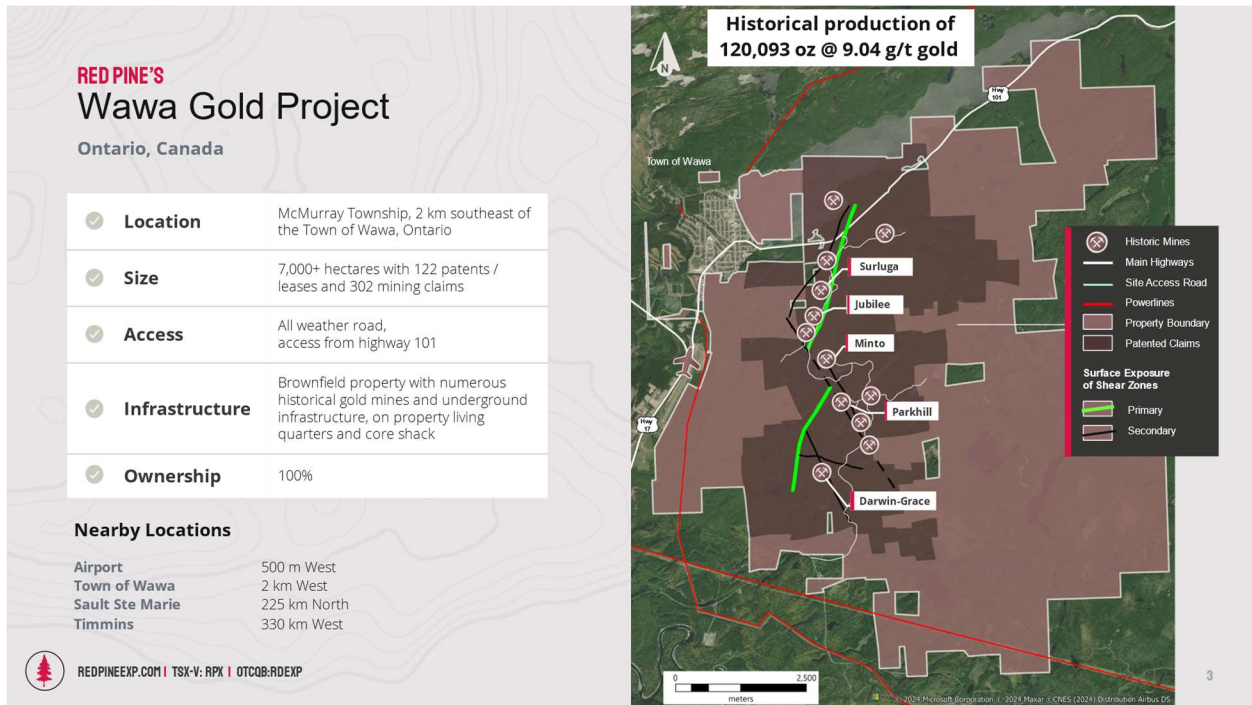 RED PINE'S
Wawa Gold Project
Ontario, Canada
Location
McMurray Township, 2 km southeast of
the Town of Wawa, Ontario
Size
7,000+ hectares with 122 patents /
leases and 302 mining claims
Access
All weather road,
access from highway 101
Infrastructure
Brownfield property with numerous
historical gold mines and underground
infrastructure, on property living
quarters and core shack
Ownership
100%
Nearby Locations
Airport 500 m West
Town of Wawa 2 km West
Sault Ste Marie 225 km North
Timmins 330 km West
REDPINEEXP.COM | TSX-V: RPX | OTCQB:RDEXP
Historical production of
120,093 oz @ 9.04 g/t gold
N
Hwy
101
Town of Wawa
Surluga
Jubilee
Minto
Parkhill
Hwy
17
Darwin-Grace
Historic Mines
Main Highways
Site Access Road
Powerlines
Property Boundary
Patented Claims
Surface Exposure
of Shear Zones
Primary
Secondary
0 2,500
meters
© 2024 Microsoft Corporation © 2024 Maxar ©CNES (2024) Distribution Airbus DS
3